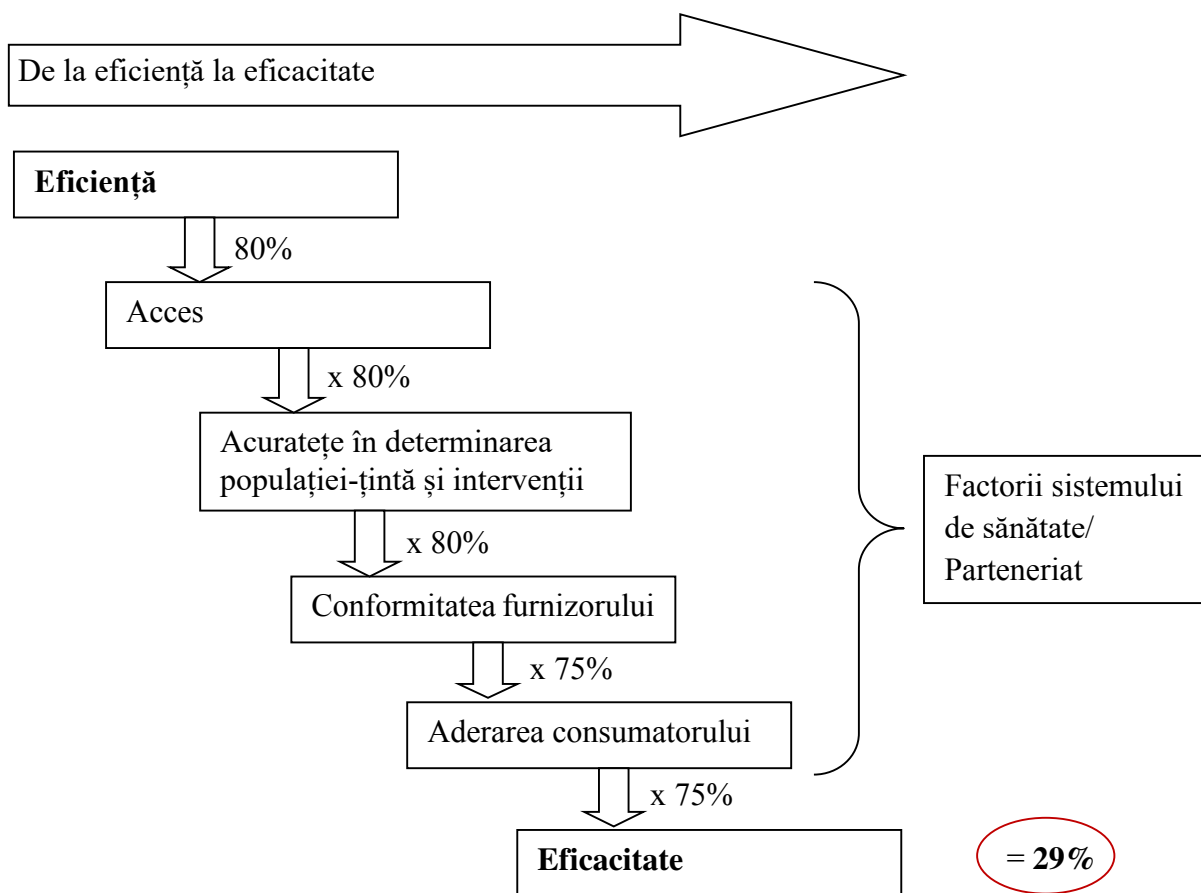 De la eficiență la eficacitate
Eficiență
80%
Acces
x 80%
Acuratețe în determinarea
populației-țintă și intervenții
x 80%
Conformitatea furnizorului
x 75%
Aderarea consumatorului
x 75%
Eficacitate
= 29%
Factorii sistemului
de sănătate/
Parteneriat